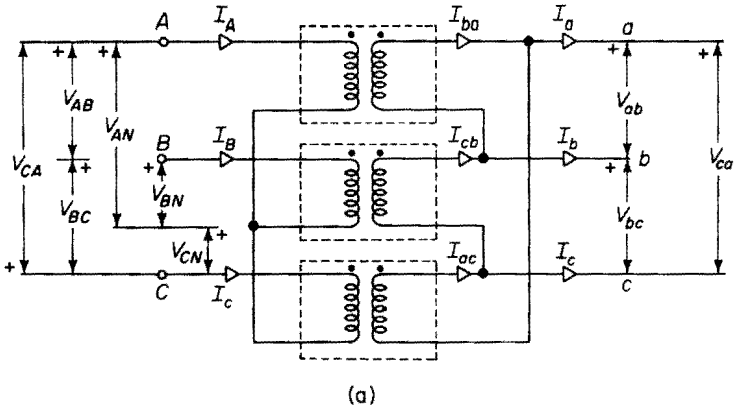 A I_A I_ba I_a a
+ + + + +
V_AB V_AN V_ab
B I_B I_cb I_b b
V_CA + + + V_ca
V_BC V_BN V_bc
V_CN +
+ I_ac I_c
C I_c c
(a)